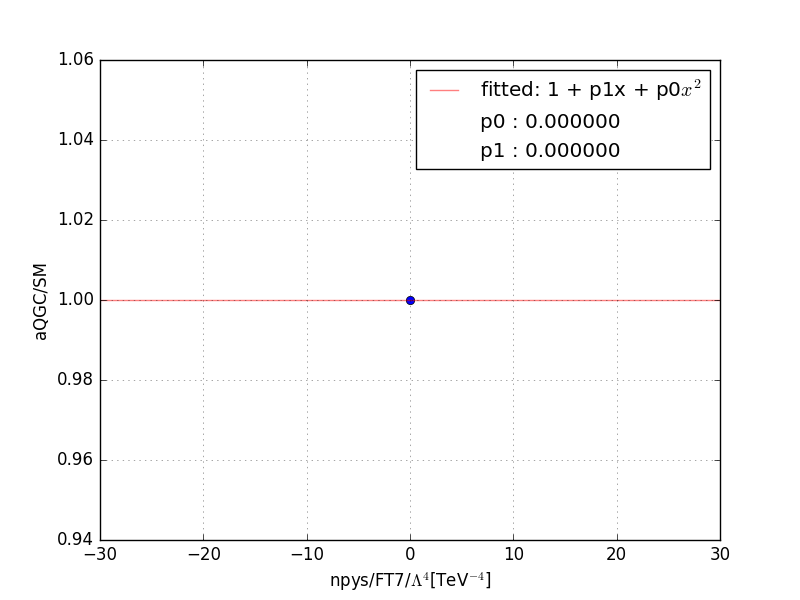 1.06
1.04
1.02
1.00
0.98
0.96
0.94
aQGC/SM
fitted: 1 + p1x + p0x²
p0 : 0.000000
p1 : 0.000000
−30 −20 −10 0 10 20 30
npys/FT7/Λ⁴[TeV⁻⁴]